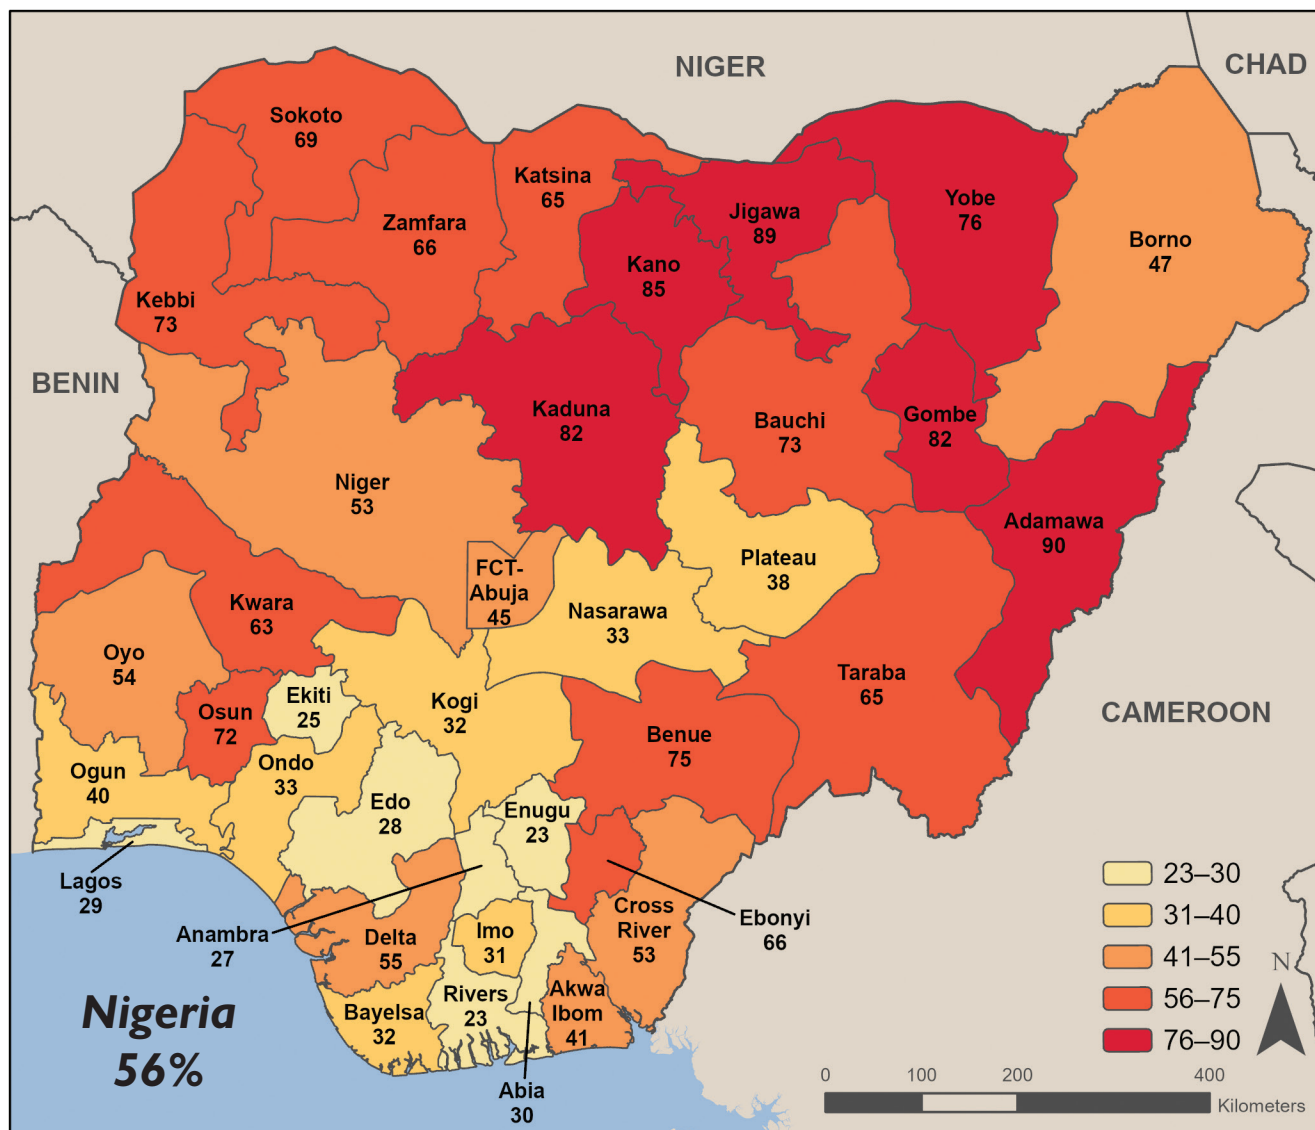 NIGER
CHAD
Sokoto
69
Katsina
65
Zamfara
66
Jigawa
89
Yobe
76
Borno
47
Kano
85
Kebbi
73
BENIN
Kaduna
82
Bauchi
73
Gombe
82
Niger
53
Adamawa
90
Plateau
38
FCT-
Abuja
45
Nasarawa
33
Kwara
63
Oyo
54
Taraba
65
Ekiti
25
Kogi
32
Osun
72
Benue
75
CAMEROON
Ogun
40
Ondo
33
Edo
28
Enugu
23
Lagos
29
Anambra
27
Delta
55
Imo
31
Cross
River
53
Ebonyi
66
Bayelsa
32
Rivers
23
Akwa
Ibom
41
Abia
30
Nigeria
56%
23–30
31–40
41–55
56–75
76–90
N
0 100 200 400
Kilometers